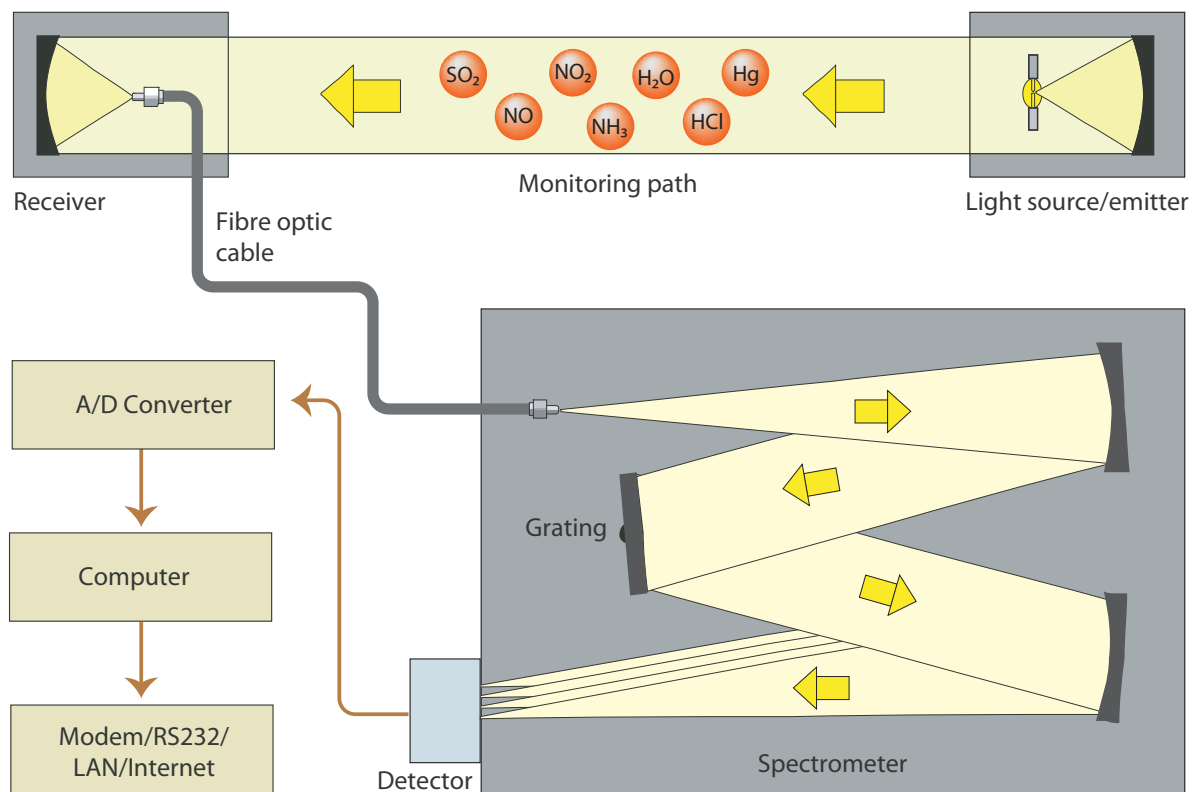 SO₂
NO₂
H₂O
Hg
NO
NH₃
HCl
Receiver
Monitoring path
Light source/emitter
Fibre optic
cable
A/D Converter
Computer
Modem/RS232/
LAN/Internet
Grating
Detector
Spectrometer